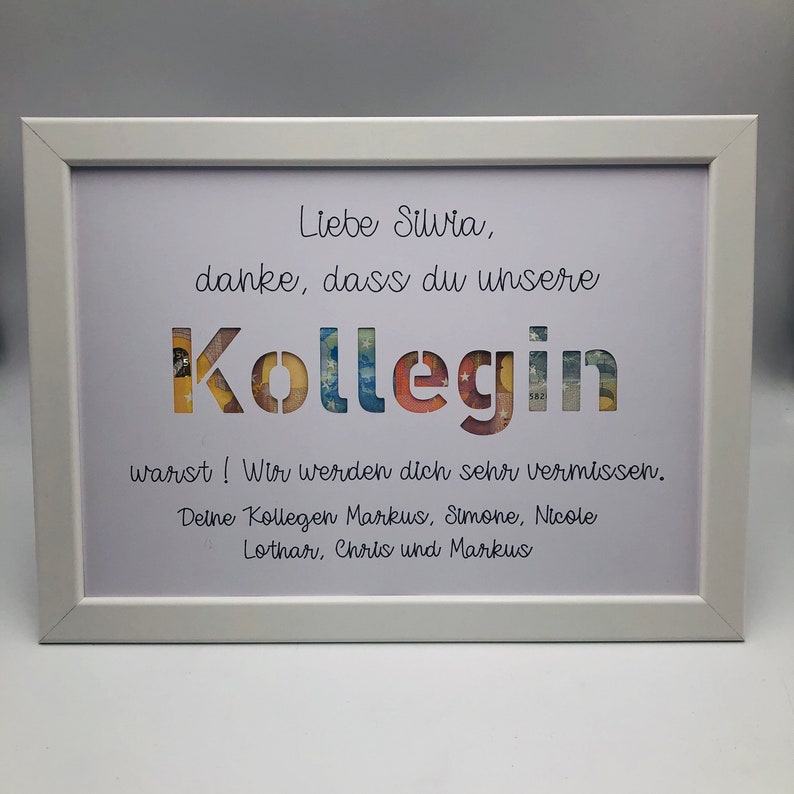 Liebe Silvia,
danke, dass du unsere
Kollegin
warst ! Wir werden dich sehr vermissen.
Deine Kollegen Markus, Simone, Nicole
Lothar, Chris und Markus